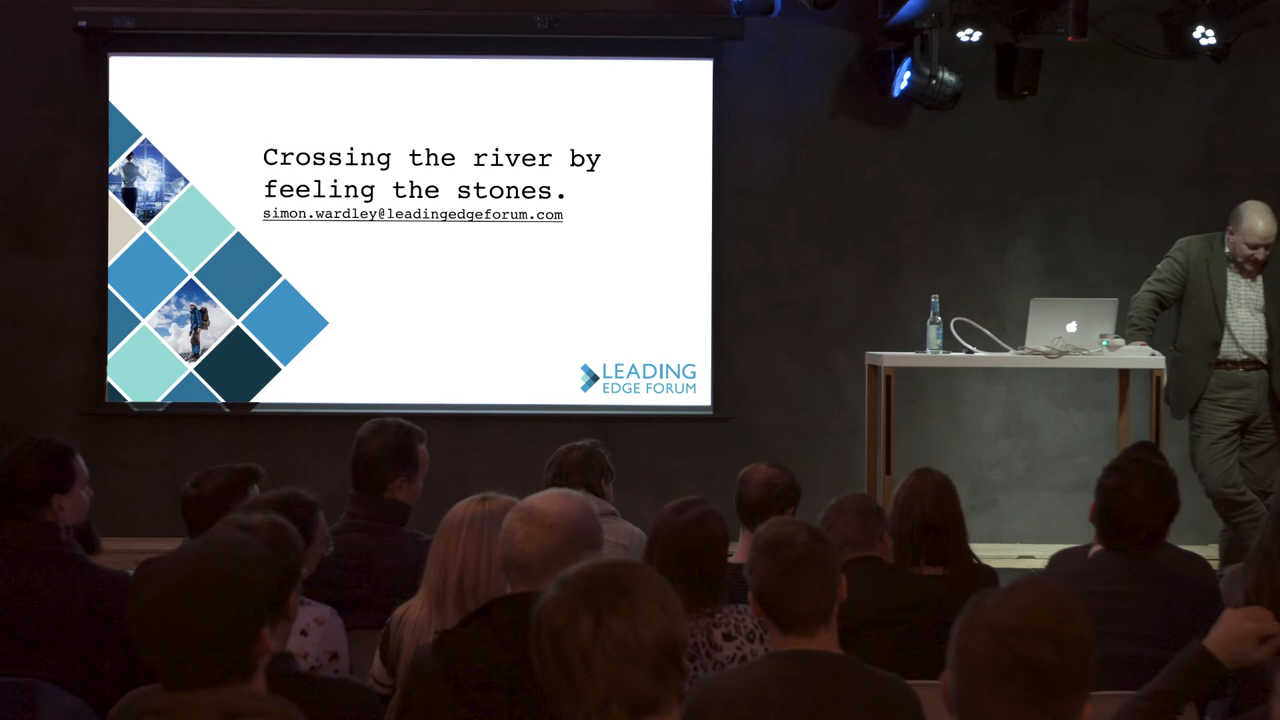 Crossing the river by
feeling the stones.
simon.wardley@leadingedgeforum.com
LEADING
EDGE FORUM